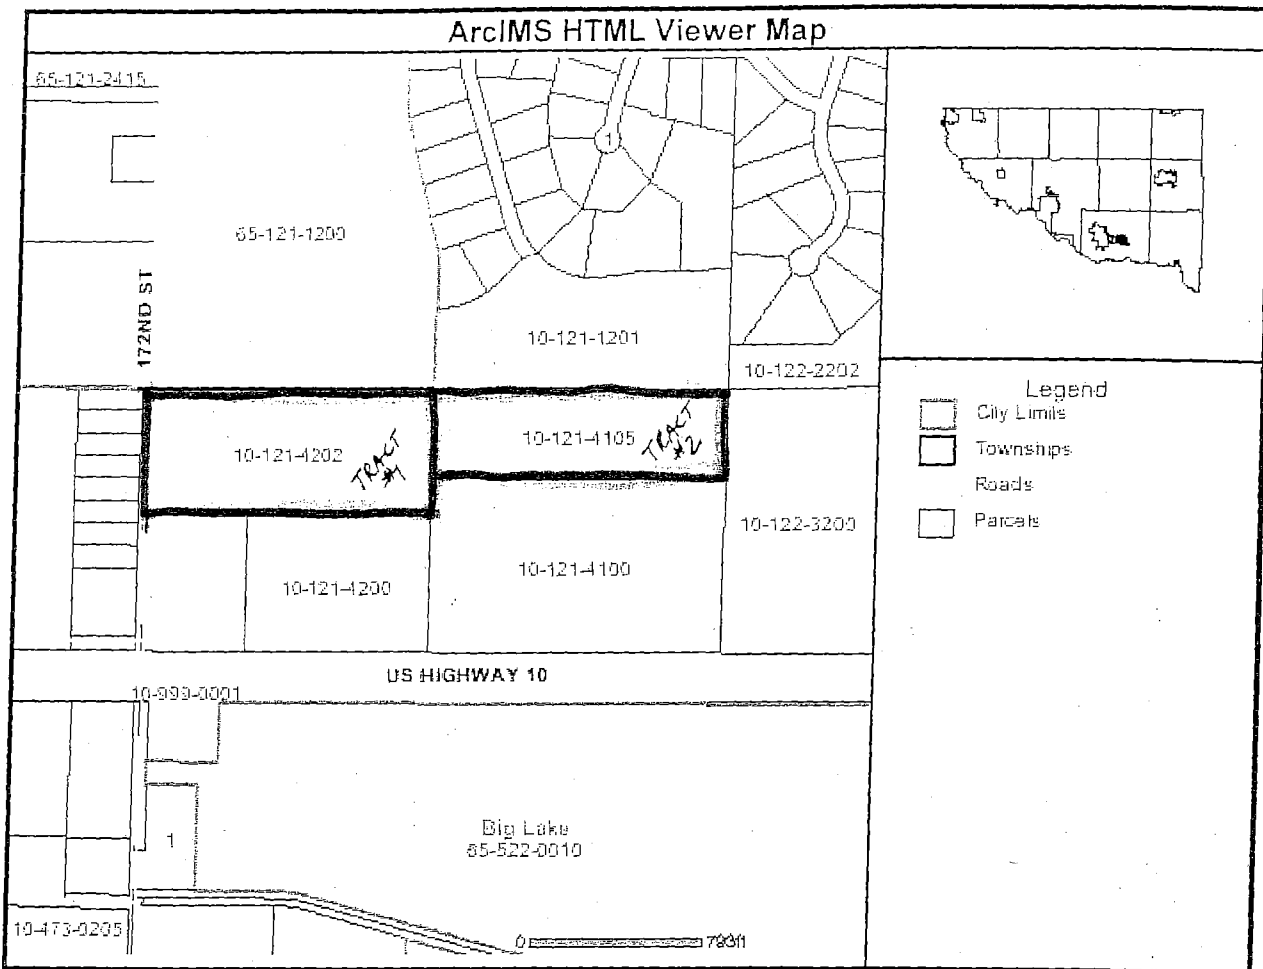 ArcIMS HTML Viewer Map
65-121-2415
1
65-121-1200
172ND ST
10-121-1201
10-122-2202
10-121-4202
TRACT
#1
10-121-4105
TRACT
#2
10-122-3200
10-121-4200
10-121-4100
US HIGHWAY 10
10-999-0001
1
Big Lake
65-522-0010
10-473-0205
0 793ft
Legend
City Limits
Townships
Roads
Parcels